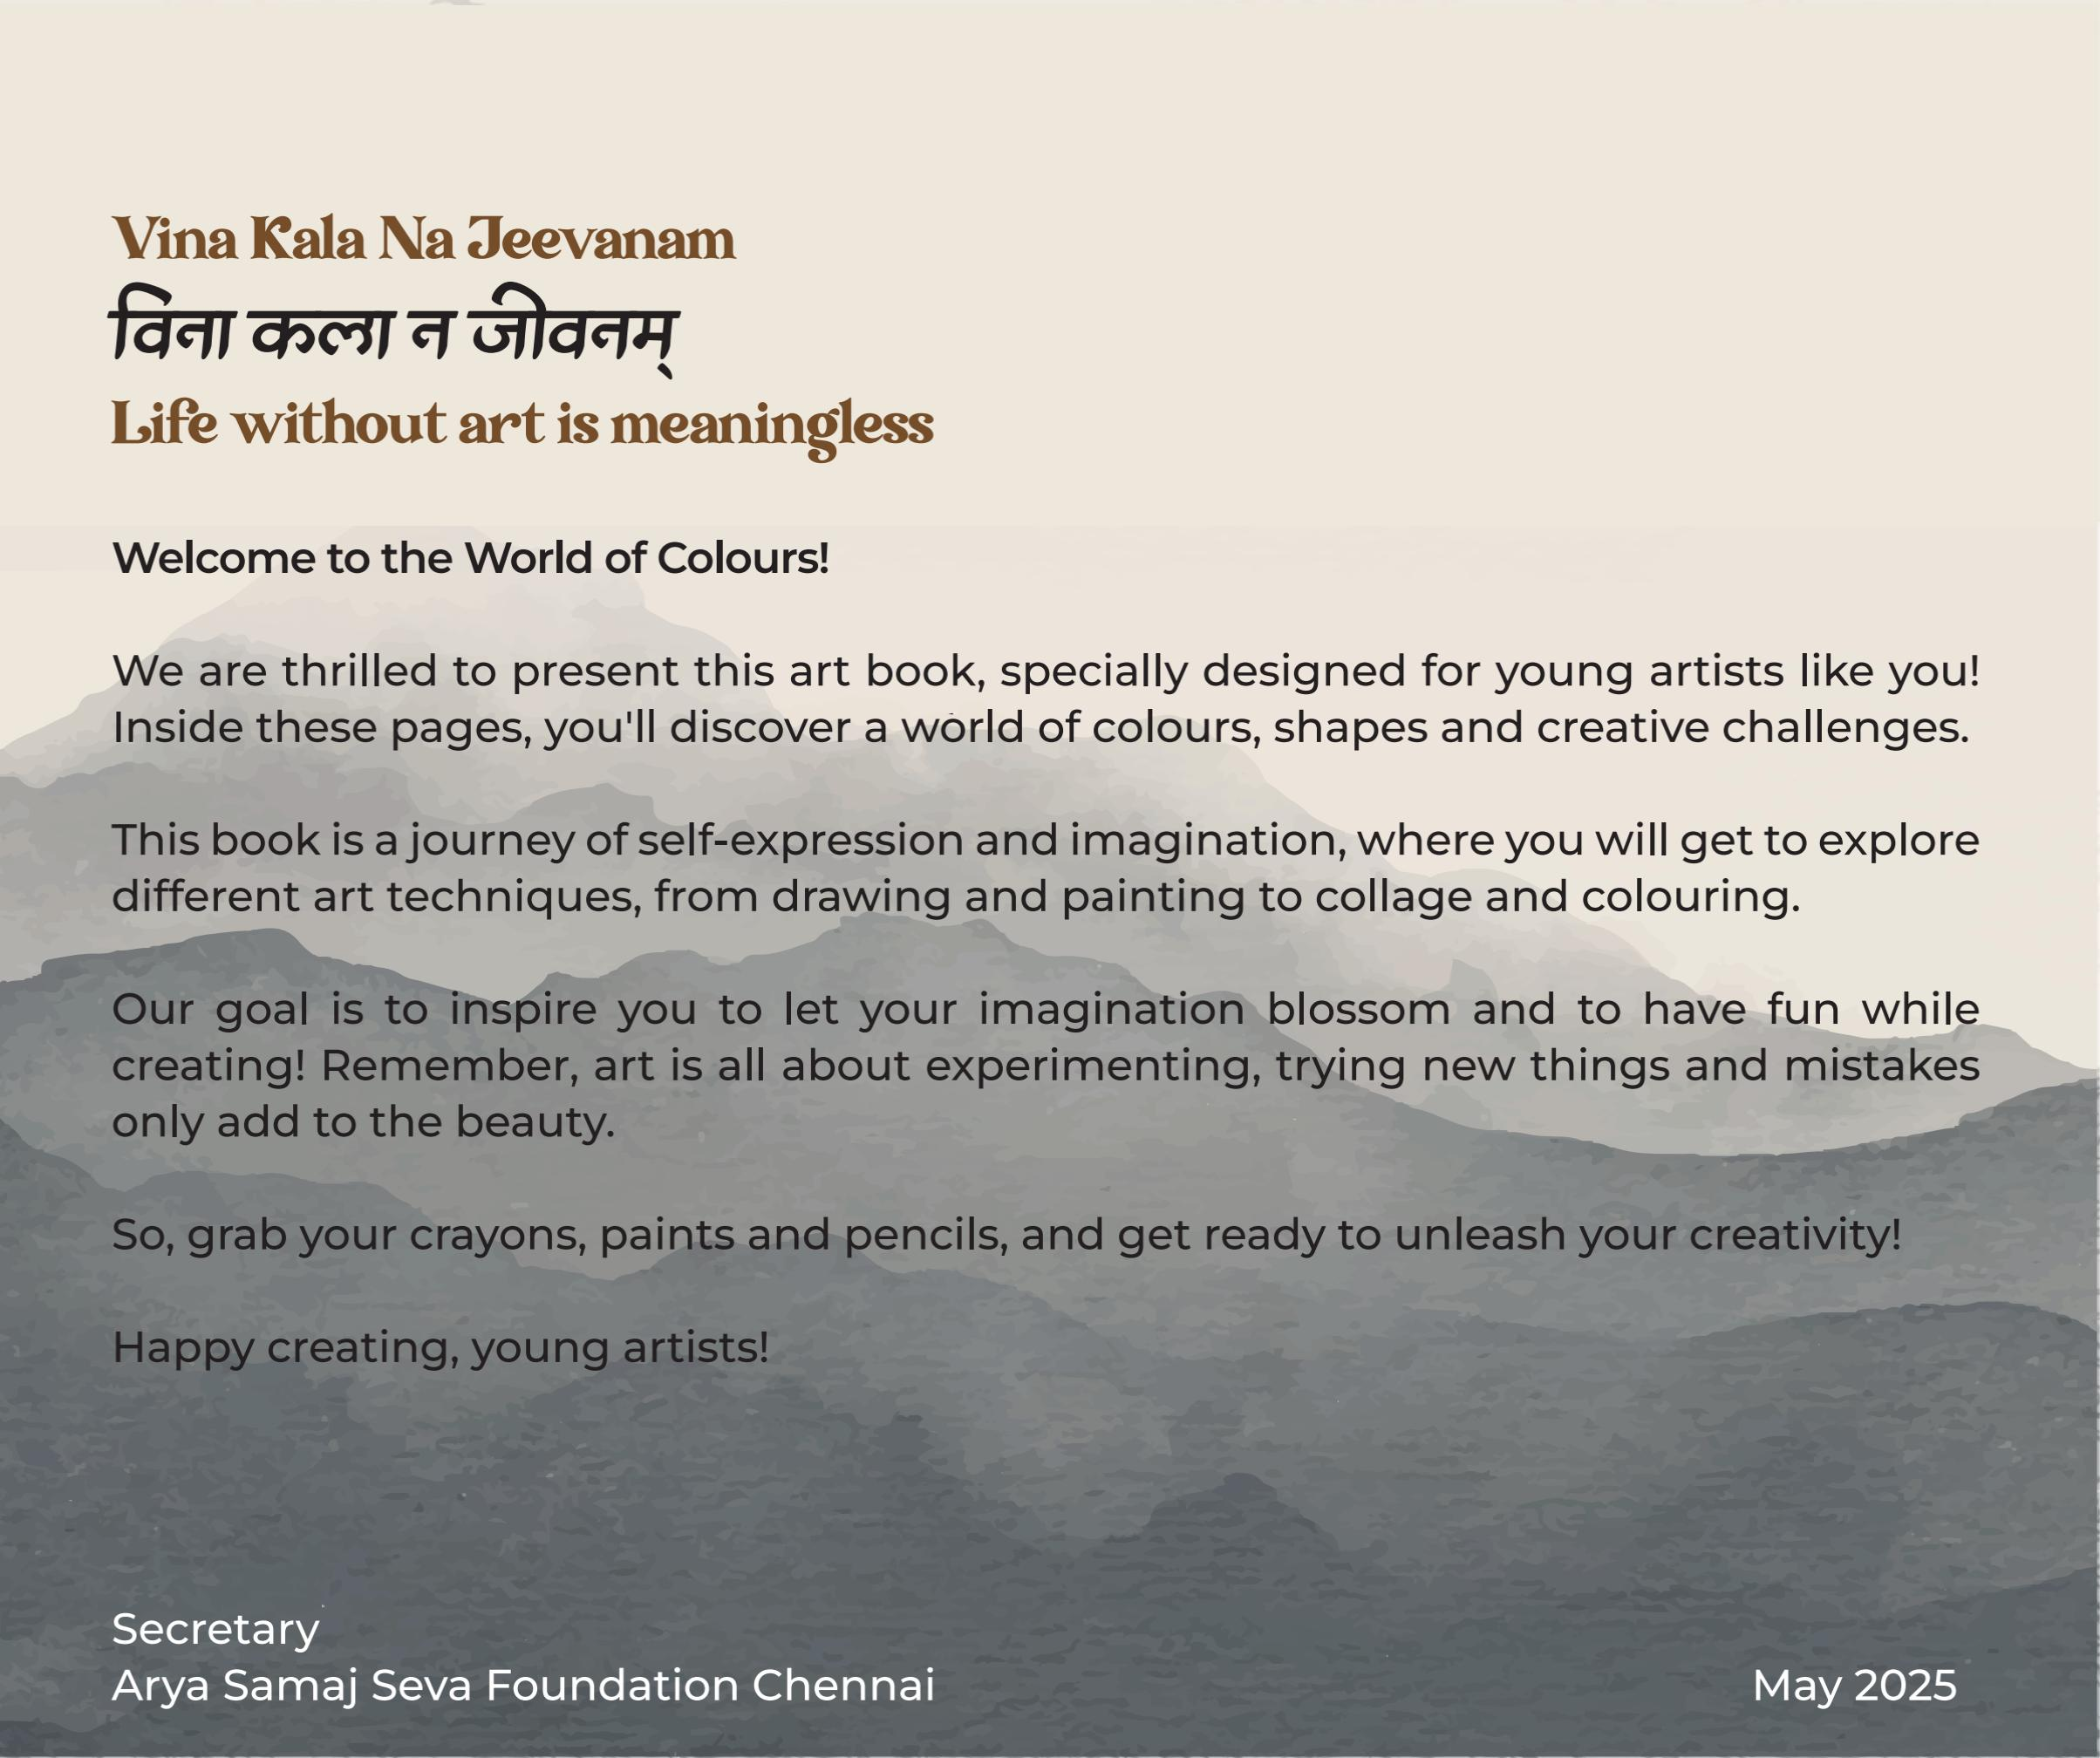 Vina Kala Na Jeevanam
विना कला न जीवनम्
Life without art is meaningless
Welcome to the World of Colours!
We are thrilled to present this art book, specially designed for young artists like you!
Inside these pages, you'll discover a world of colours, shapes and creative challenges.
This book is a journey of self-expression and imagination, where you will get to explore
different art techniques, from drawing and painting to collage and colouring.
Our goal is to inspire you to let your imagination blossom and to have fun while
creating! Remember, art is all about experimenting, trying new things and mistakes
only add to the beauty.
So, grab your crayons, paints and pencils, and get ready to unleash your creativity!
Happy creating, young artists!
Secretary
Arya Samaj Seva Foundation Chennai
May 2025